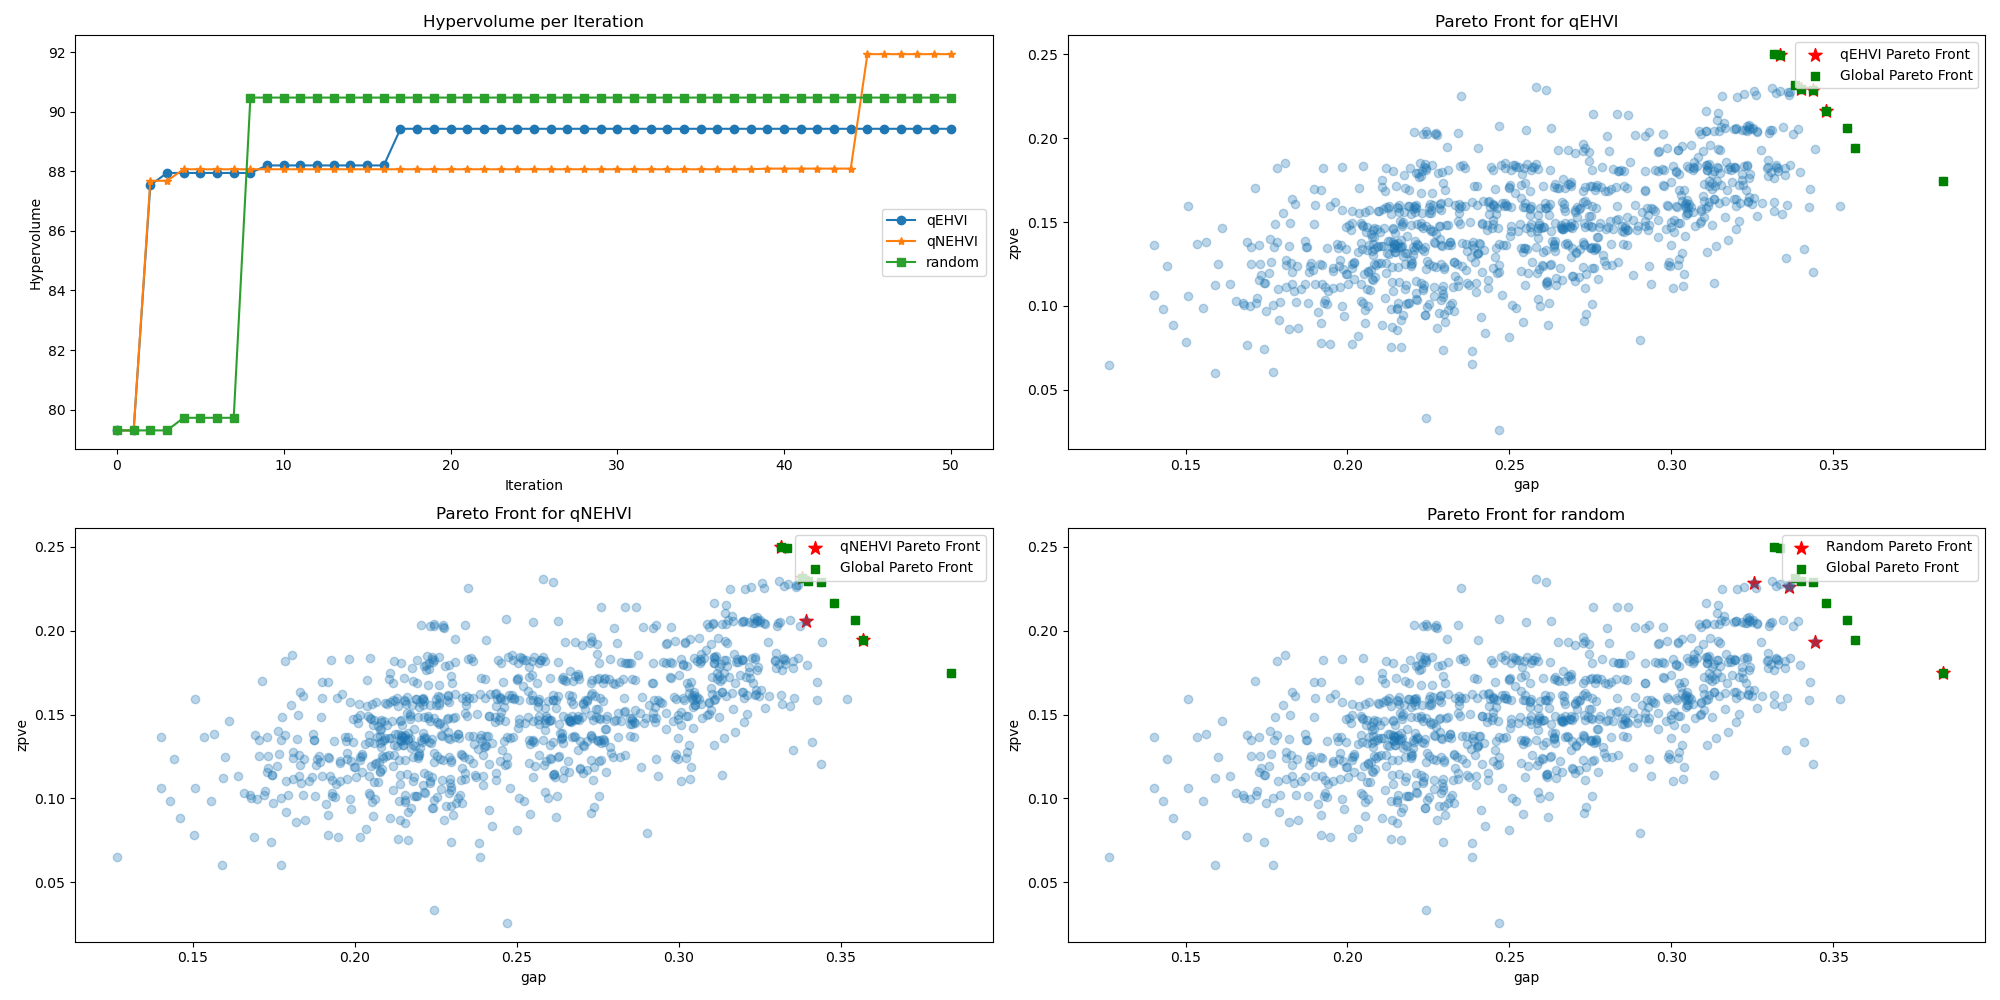 Hypervolume per Iteration
92
90
88
86
84
82
80
Hypervolume
0
10
20
30
40
50
Iteration
qEHVI
qNEHVI
random
Pareto Front for qEHVI
0.25
0.20
0.15
0.10
0.05
zpve
0.15
0.20
0.25
0.30
0.35
gap
qEHVI Pareto Front
Global Pareto Front
Pareto Front for qNEHVI
0.25
0.20
0.15
0.10
0.05
zpve
0.15
0.20
0.25
0.30
0.35
gap
qNEHVI Pareto Front
Global Pareto Front
Pareto Front for random
0.25
0.20
0.15
0.10
0.05
zpve
0.15
0.20
0.25
0.30
0.35
gap
Random Pareto Front
Global Pareto Front